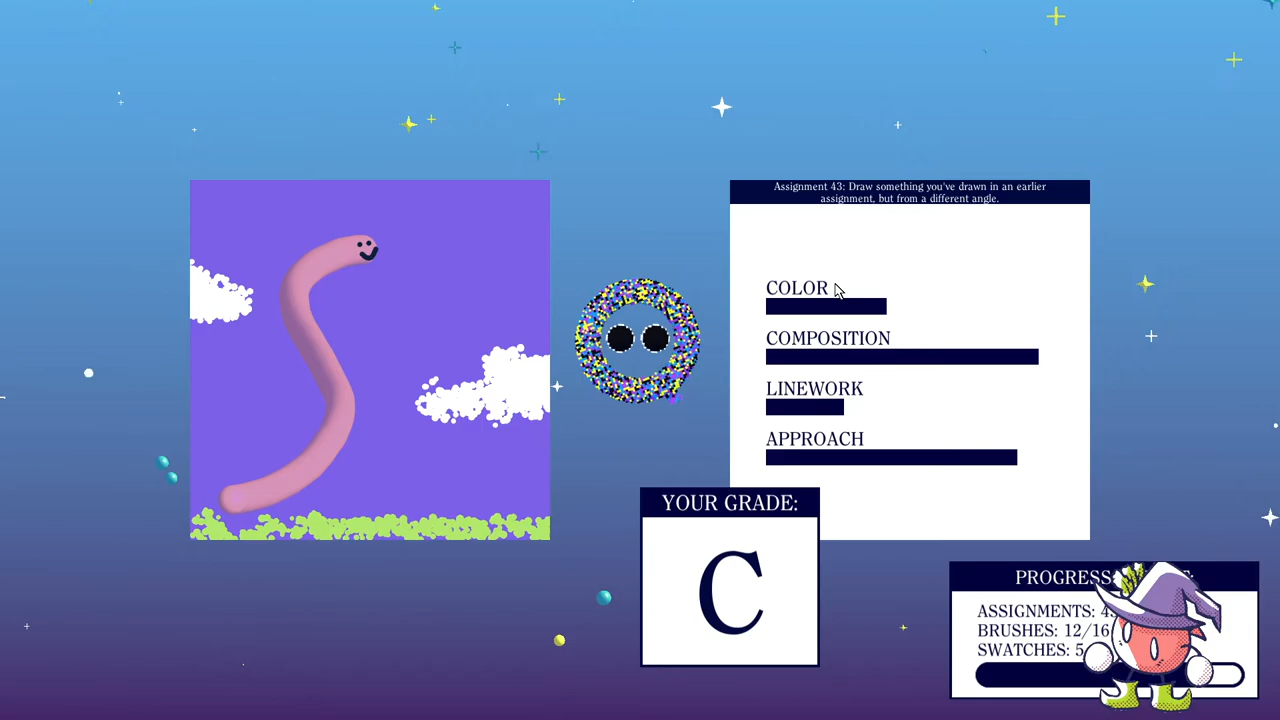 Assignment 43: Draw something you've drawn in an earlier
assignment, but from a different angle.
COLOR
COMPOSITION
LINEWORK
APPROACH
YOUR GRADE:
C
ASSIGNMENTS:
BRUSHES: 12/16
SWATCHES: 5